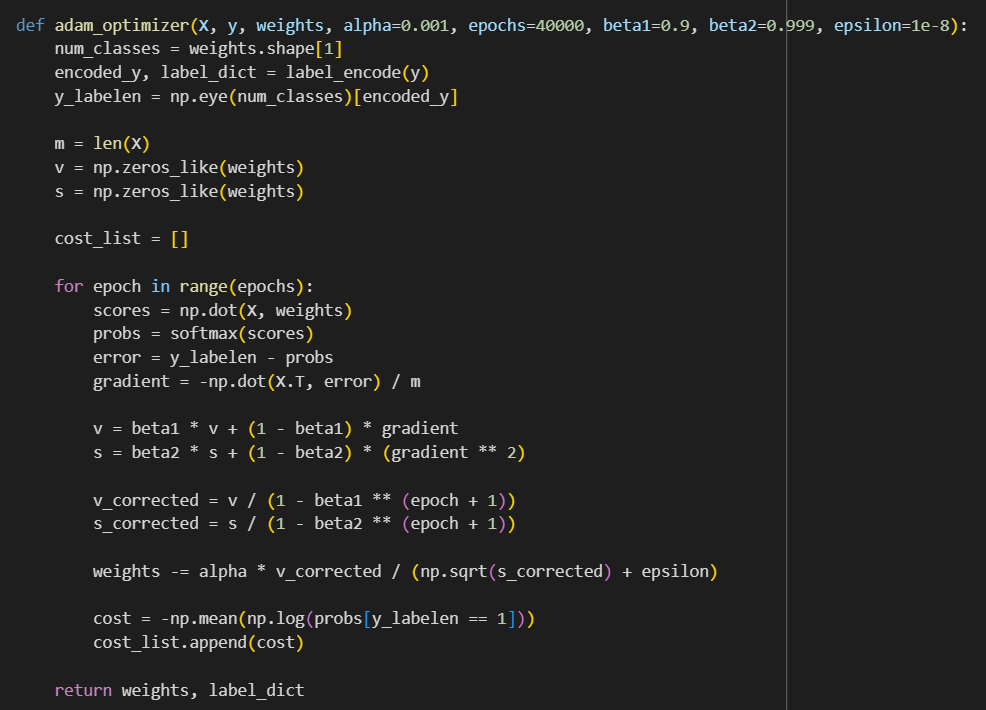 def adam_optimizer(X, y, weights, alpha=0.001, epochs=40000, beta1=0.9, beta2=0.999, epsilon=1e-8):
    num_classes = weights.shape[1]
    encoded_y, label_dict = label_encode(y)
    y_labelen = np.eye(num_classes)[encoded_y]

    m = len(X)
    v = np.zeros_like(weights)
    s = np.zeros_like(weights)

    cost_list = []

    for epoch in range(epochs):
        scores = np.dot(X, weights)
        probs = softmax(scores)
        error = y_labelen - probs
        gradient = -np.dot(X.T, error) / m

        v = beta1 * v + (1 - beta1) * gradient
        s = beta2 * s + (1 - beta2) * (gradient ** 2)

        v_corrected = v / (1 - beta1 ** (epoch + 1))
        s_corrected = s / (1 - beta2 ** (epoch + 1))

        weights -= alpha * v_corrected / (np.sqrt(s_corrected) + epsilon)

        cost = -np.mean(np.log(probs[y_labelen == 1]))
        cost_list.append(cost)

    return weights, label_dict